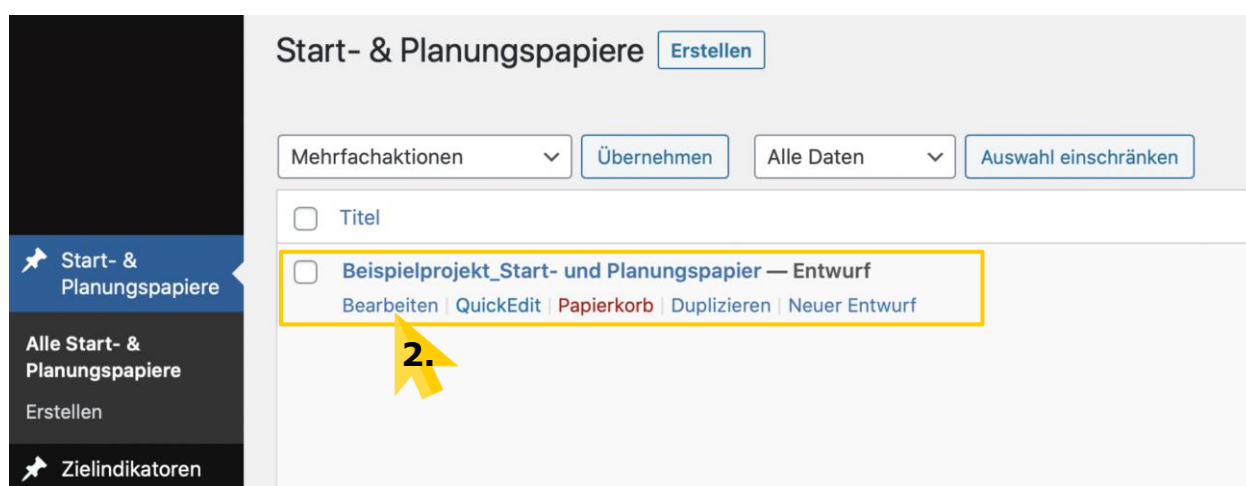 Start- & Planungspapiere Erstellen
Mehrfachaktionen Übernehmen Alle Daten Auswahl einschränken
Titel
Beispielprojekt_Start- und Planungspapier — Entwurf
Bearbeiten | QuickEdit | Papierkorb | Duplizieren | Neuer Entwurf
2.
Start- &
Planungspapiere
Alle Start- &
Planungspapiere
Erstellen
Zielindikatoren